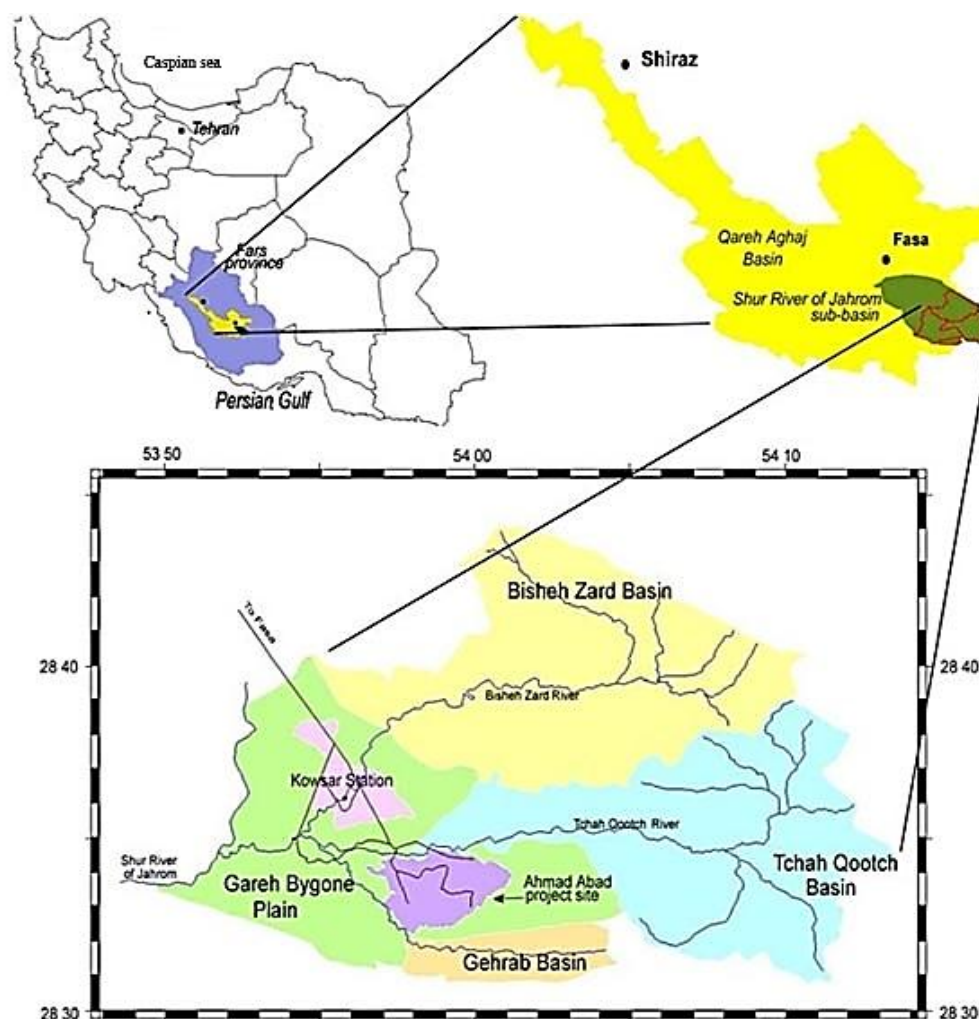 Caspian sea
Tehran
Fars
province
Persian Gulf
Shiraz
Qareh Aghaj
Basin
Fasa
Shur River of Jahrom
sub-basin
53 50
54 00
54 10
28 40
28 40
28 30
28 30
To Fasa
Bisheh Zard Basin
Bisheh Zard River
Kowsar Station
Tchah Qootch River
Shur River
of Jahrom
Gareh Bygone
Plain
Ahmad Abad
project site
Tchah Qootch
Basin
Gehrab Basin